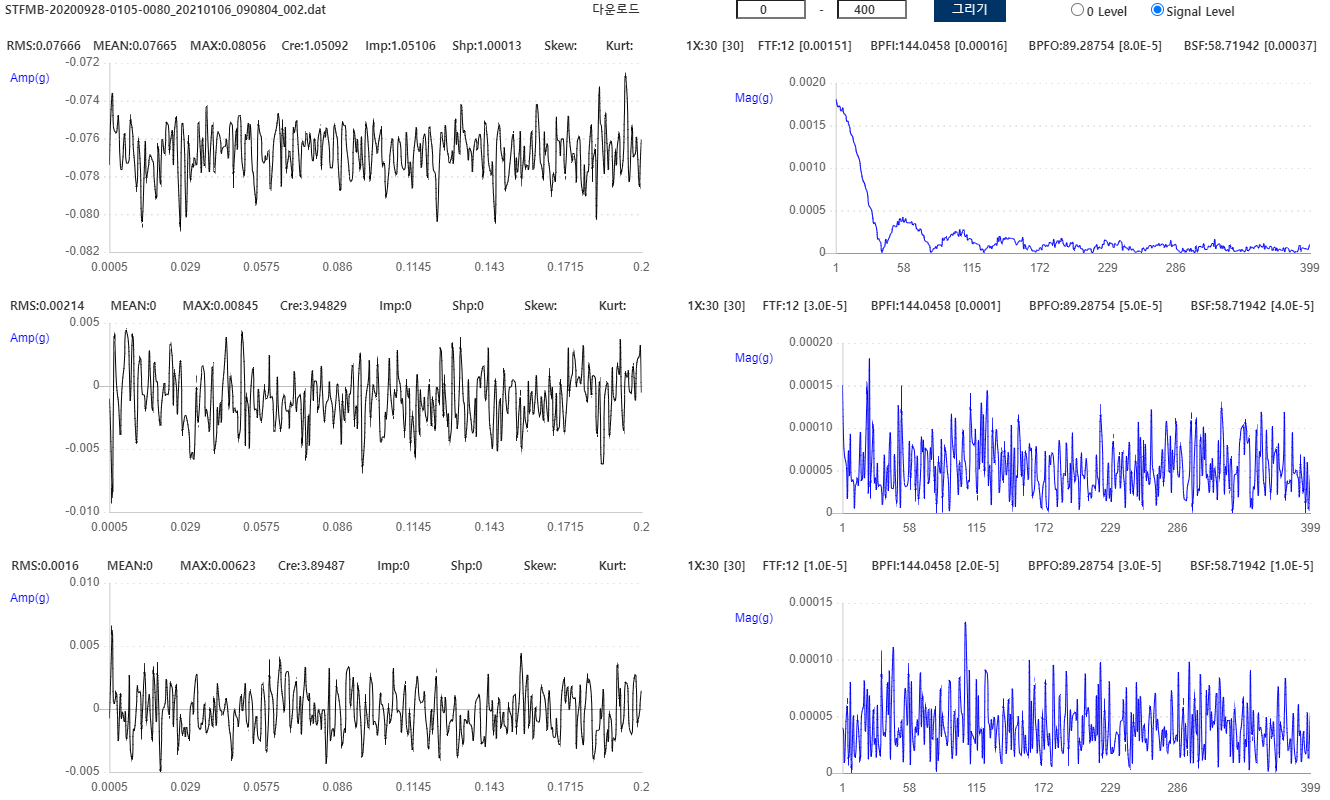 STFMB-20200928-0105-0080_20210106_090804_002.dat 다운로드 0 - 400 그리기 0 Level Signal Level
RMS:0.07666 MEAN:0.07665 MAX:0.08056 Cre:1.05092 Imp:1.05106 Shp:1.00013 Skew: Kurt:
Amp(g)
-0.072
-0.074
-0.076
-0.078
-0.080
-0.082
0.0005 0.029 0.0575 0.086 0.1145 0.143 0.1715 0.2
1X:30 [30] FTF:12 [0.00151] BPFI:144.0458 [0.00016] BPFO:89.28754 [8.0E-5] BSF:58.71942 [0.00037]
Mag(g)
0.0020
0.0015
0.0010
0.0005
0
1 58 115 172 229 286 399
RMS:0.00214 MEAN:0 MAX:0.00845 Cre:3.94829 Imp:0 Shp:0 Skew: Kurt:
Amp(g)
0.005
0
-0.005
-0.010
0.0005 0.029 0.0575 0.086 0.1145 0.143 0.1715 0.2
1X:30 [30] FTF:12 [3.0E-5] BPFI:144.0458 [0.0001] BPFO:89.28754 [5.0E-5] BSF:58.71942 [4.0E-5]
Mag(g)
0.00020
0.00015
0.00010
0.00005
0
1 58 115 172 229 286 399
RMS:0.0016 MEAN:0 MAX:0.00623 Cre:3.89487 Imp:0 Shp:0 Skew: Kurt:
Amp(g)
0.010
0.005
0
-0.005
0.0005 0.029 0.0575 0.086 0.1145 0.143 0.1715 0.2
1X:30 [30] FTF:12 [1.0E-5] BPFI:144.0458 [2.0E-5] BPFO:89.28754 [3.0E-5] BSF:58.71942 [1.0E-5]
Mag(g)
0.00015
0.00010
0.00005
0
1 58 115 172 229 286 399